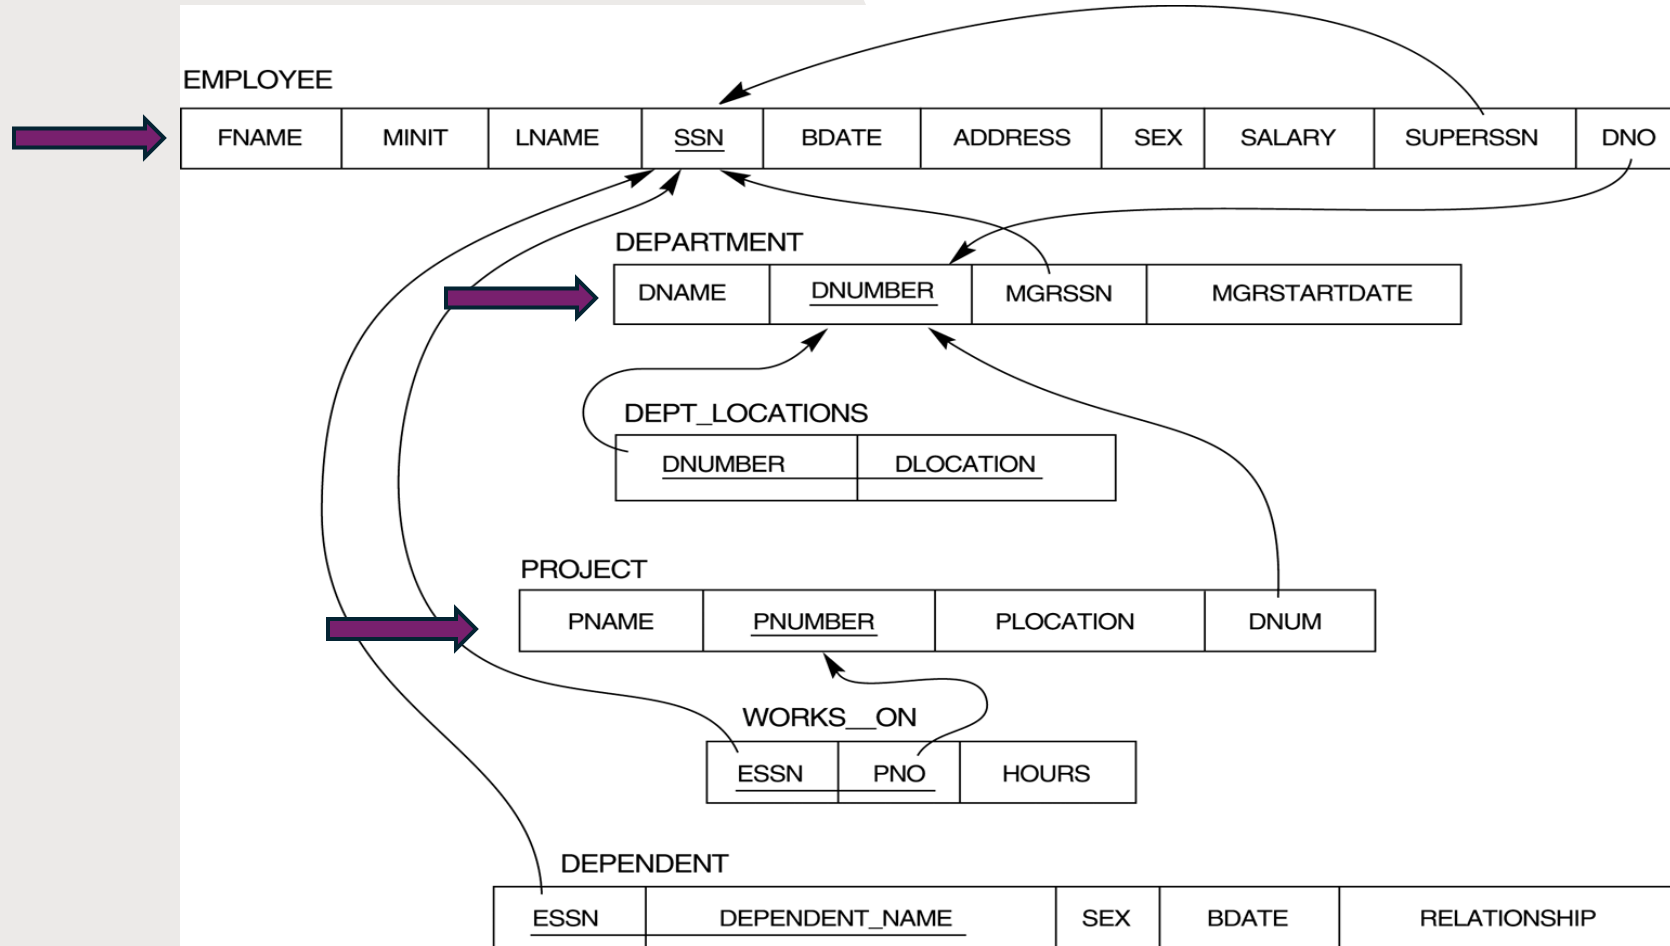 EMPLOYEE
FNAME MINIT LNAME SSN BDATE ADDRESS SEX SALARY SUPERSSN DNO
DEPARTMENT
DNAME DNUMBER MGRSSN MGRSTARTDATE
DEPT_LOCATIONS
DNUMBER DLOCATION
PROJECT
PNAME PNUMBER PLOCATION DNUM
WORKS__ON
ESSN PNO HOURS
DEPENDENT
ESSN DEPENDENT_NAME SEX BDATE RELATIONSHIP